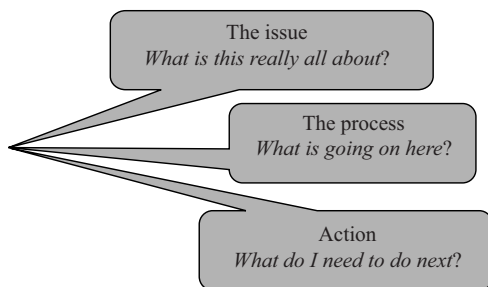 The issue
What is this really all about?
The process
What is going on here?
Action
What do I need to do next?